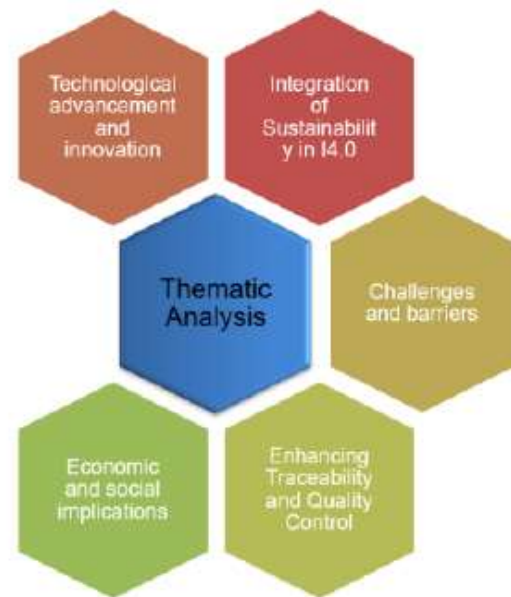 Technological
advancement
and
innovation
Integration
of
Sustainabilit
y in I4.0
Thematic
Analysis
Challenges
and barriers
Economic
and social
implications
Enhancing
Traceability
and Quality
Control